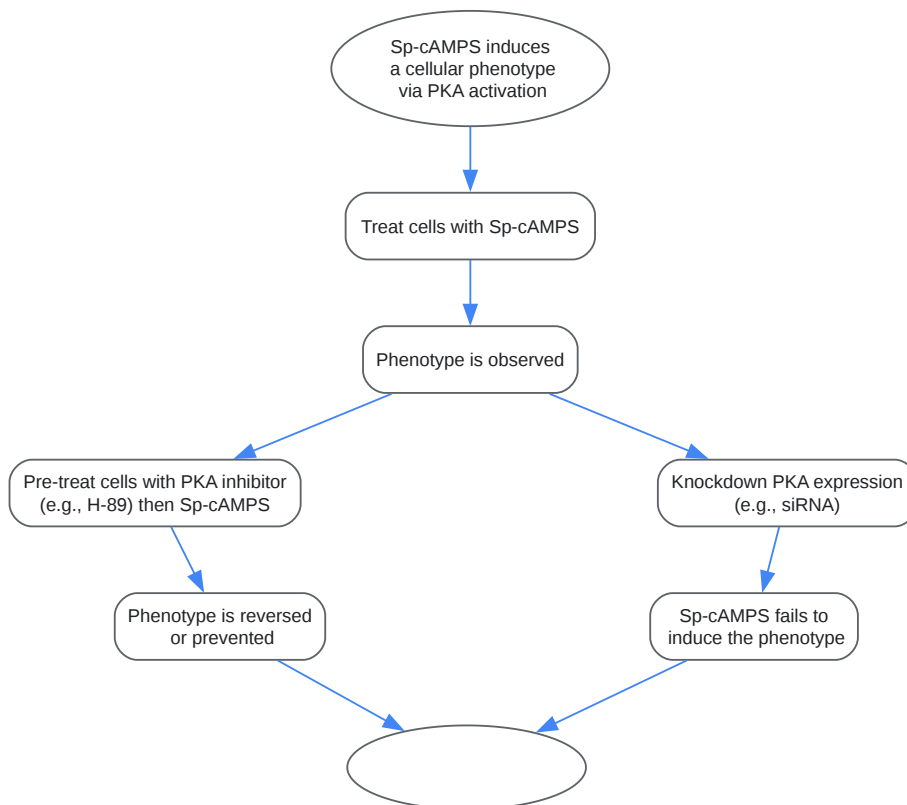 Sp-cAMPS induces
a cellular phenotype
via PKA activation
Treat cells with Sp-cAMPS
Phenotype is observed
Pre-treat cells with PKA inhibitor
(e.g., H-89) then Sp-cAMPS
Knockdown PKA expression
(e.g., siRNA)
Phenotype is reversed
or prevented
Sp-cAMPS fails to
induce the phenotype